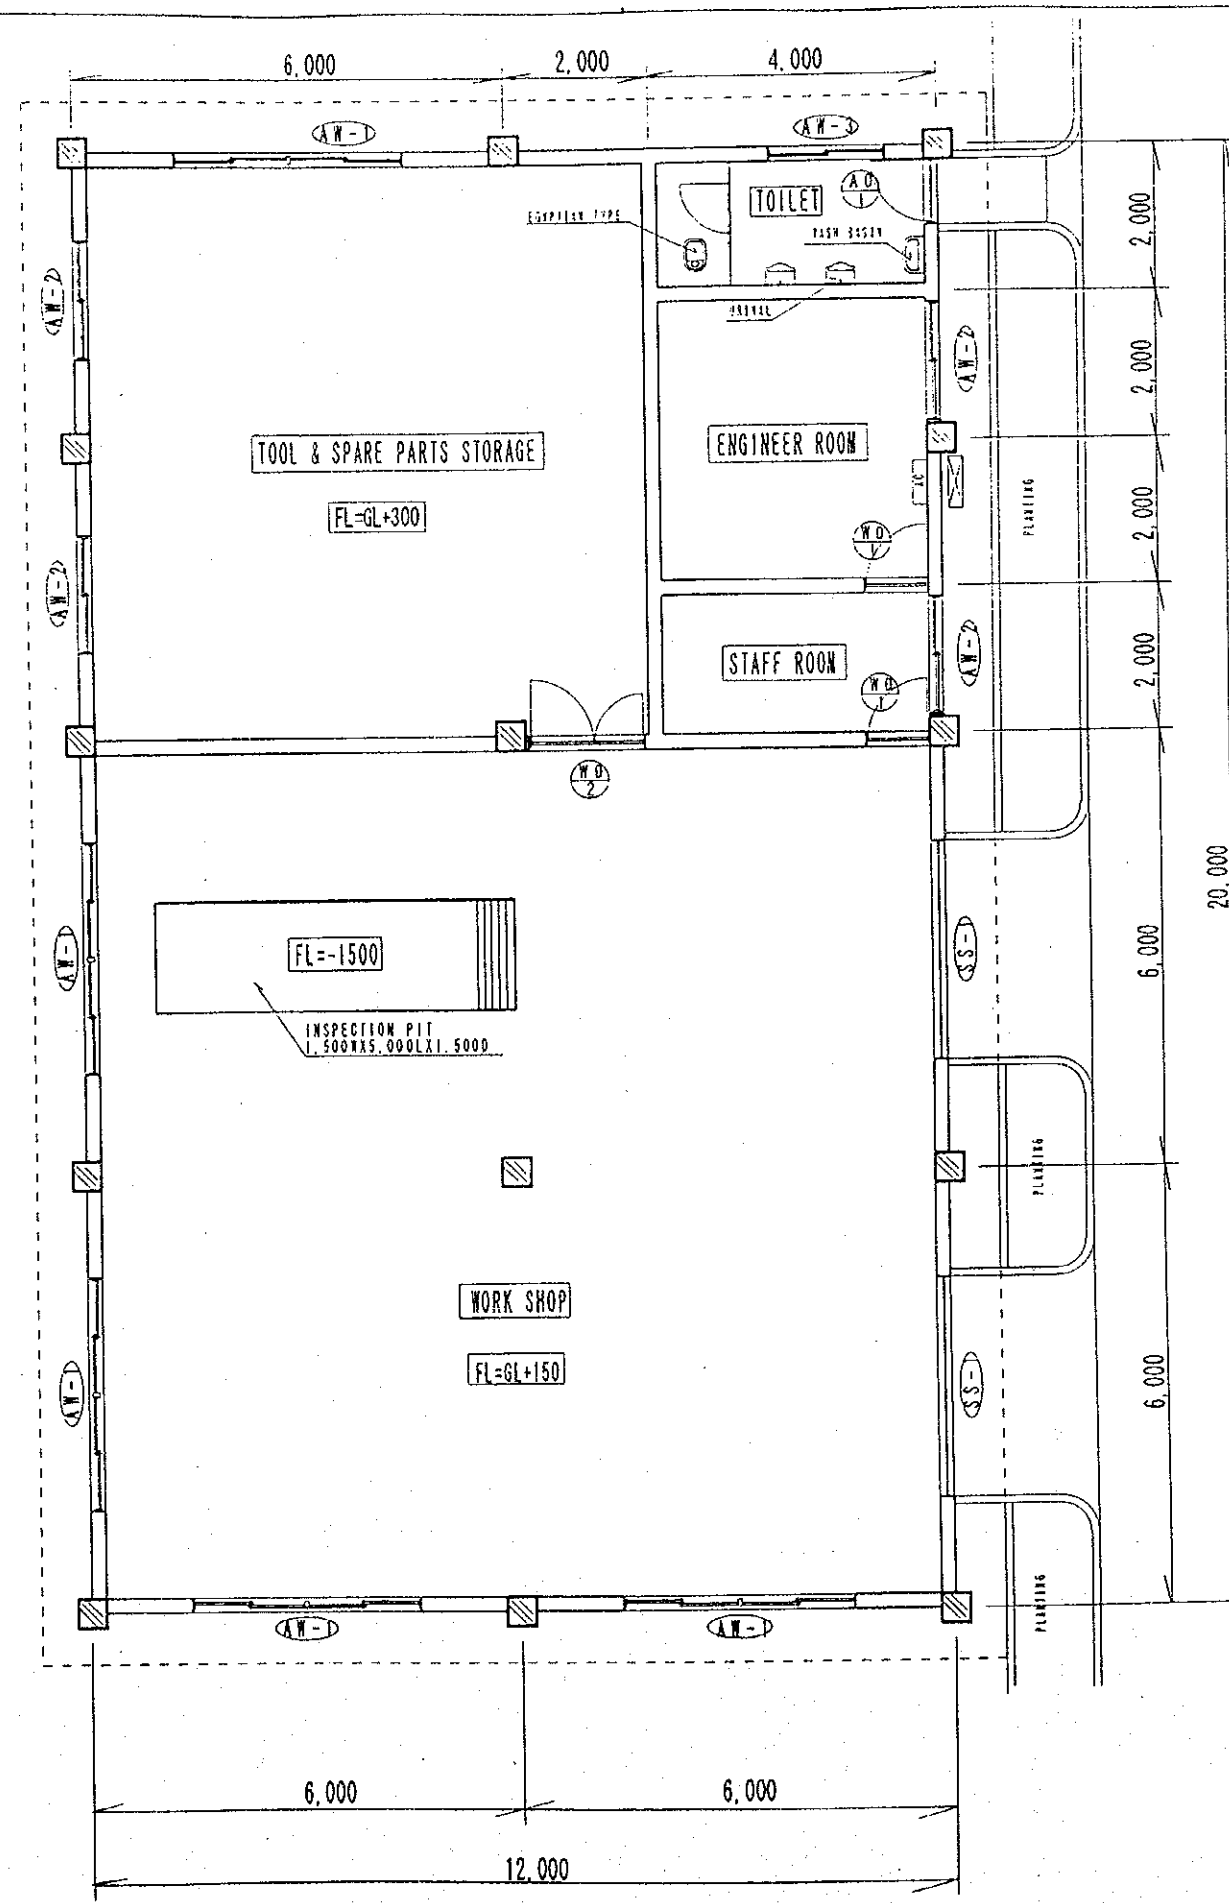 6,000
2,000
4,000
AW-1
AW-3
TOILET
AD
1
EGYPTIAN TYPE
WASH BASIN
2,000
AW-2
URINAL
AW-2
2,000
TOOL & SPARE PARTS STORAGE
ENGINEER ROOM
FL=GL+300
AC
PLANTING
2,000
WD
1
AW-2
STAFF ROOM
AW-2
2,000
WD
1
WD
2
20,000
AW-1
FL=-1500
SS-1
6,000
INSPECTION PIT
1,500WX5,000LX1,500D
PLANTING
WORK SHOP
FL=GL+150
AW-1
SS-1
6,000
AW-1
AW-1
PLANTING
6,000
6,000
12,000